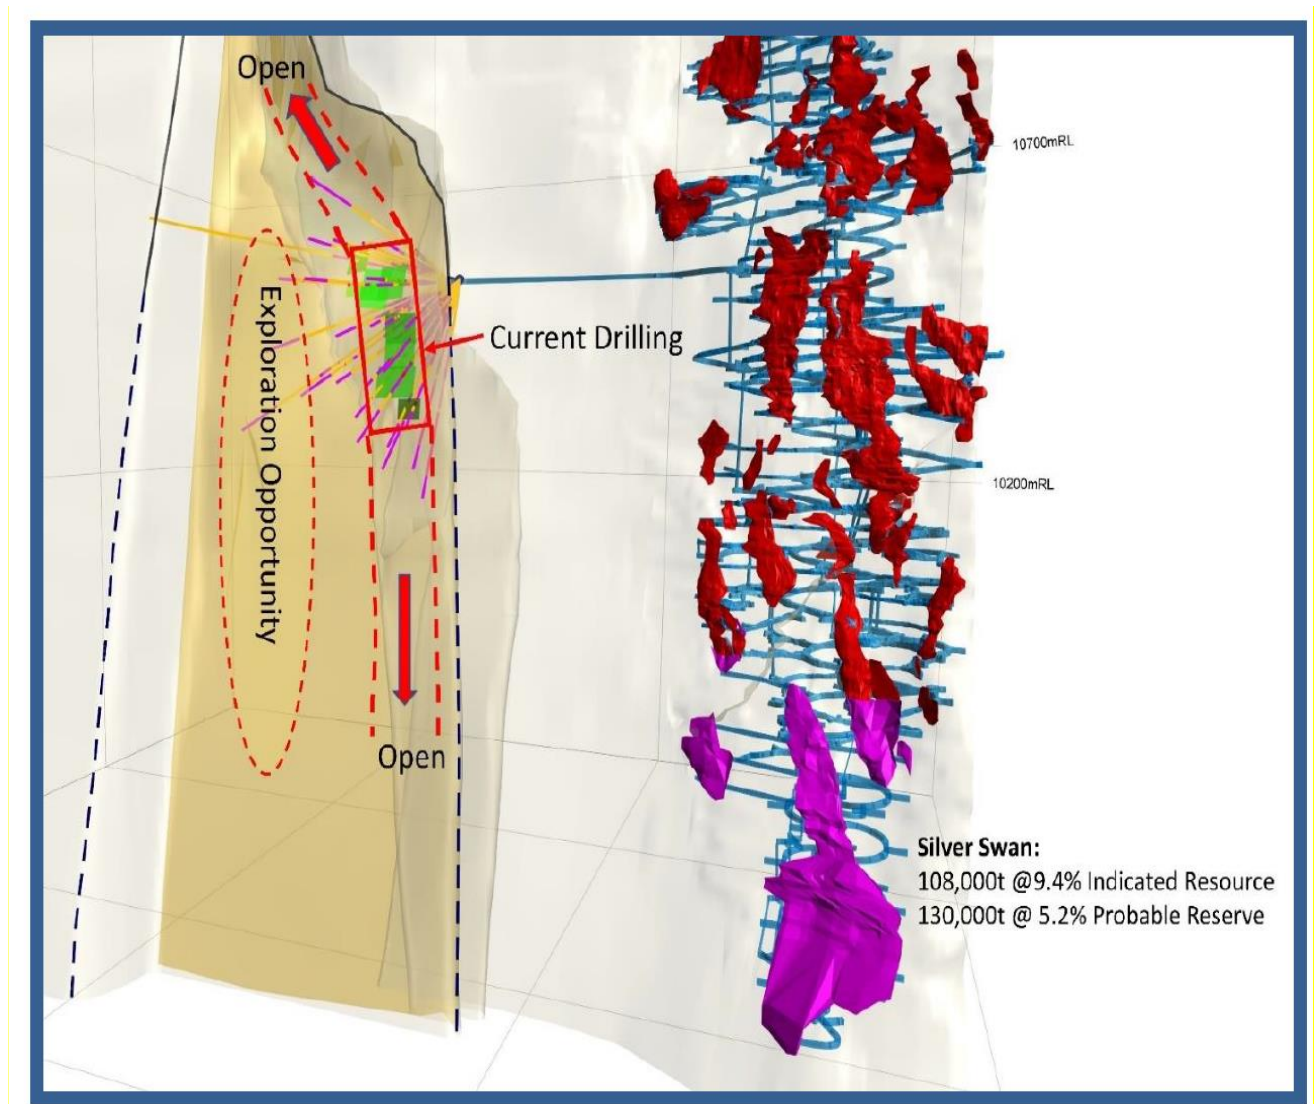 Open
10700mRL
Exploration Opportunity
Current Drilling
10200mRL
Open
Silver Swan:
108,000t @9.4% Indicated Resource
130,000t @ 5.2% Probable Reserve